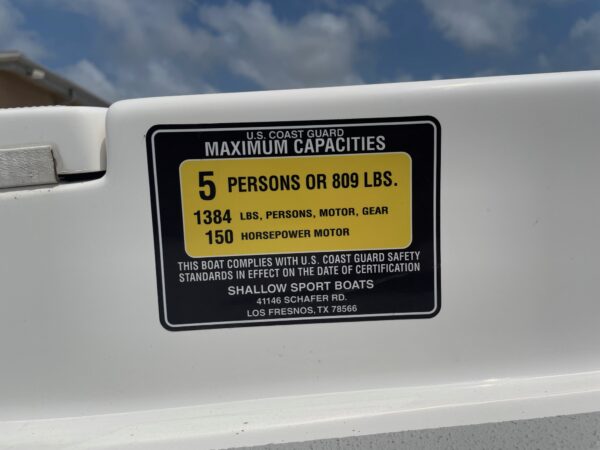 U.S. COAST GUARD
MAXIMUM CAPACITIES
5 PERSONS OR 809 LBS.
1384 LBS, PERSONS, MOTOR, GEAR
150 HORSEPOWER MOTOR
THIS BOAT COMPLIES WITH U.S. COAST GUARD SAFETY
STANDARDS IN EFFECT ON THE DATE OF CERTIFICATION
SHALLOW SPORT BOATS
41146 SCHAFER RD.
LOS FRESNOS, TX 78566